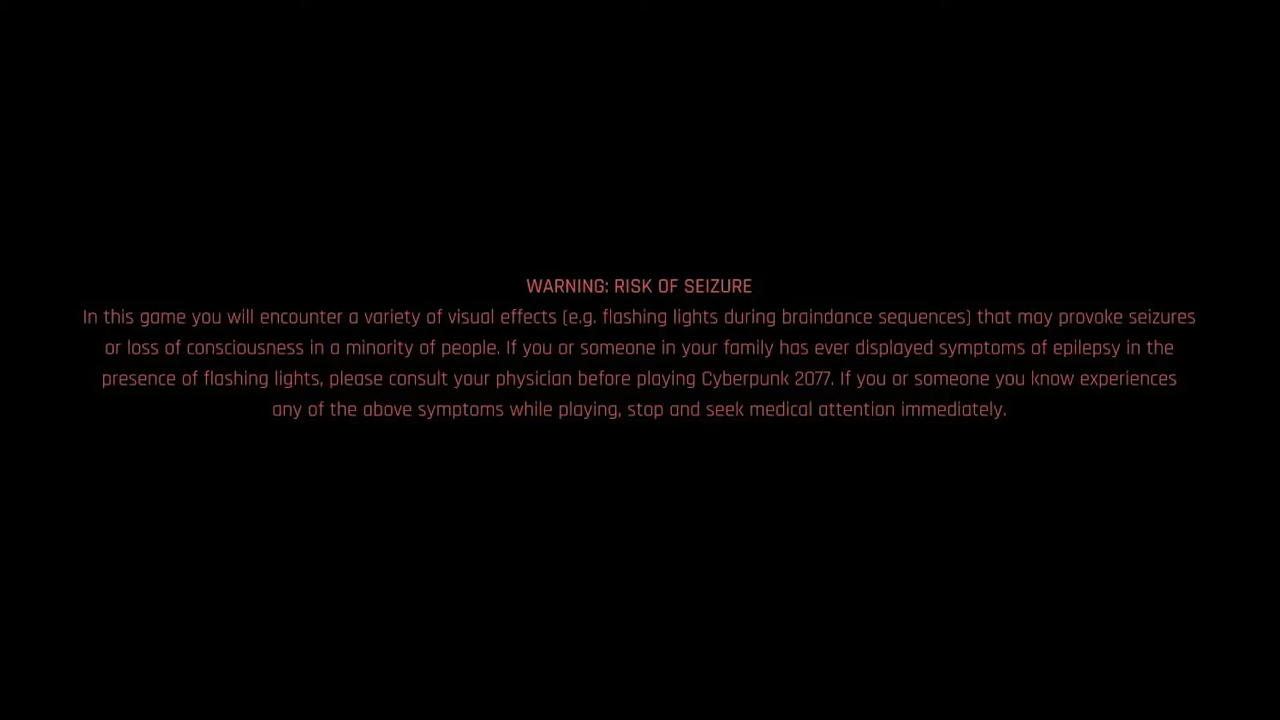 WARNING: RISK OF SEIZURE
In this game you will encounter a variety of visual effects (e.g. flashing lights during braindance sequences) that may provoke seizures
or loss of consciousness in a minority of people. If you or someone in your family has ever displayed symptoms of epilepsy in the
presence of flashing lights, please consult your physician before playing Cyberpunk 2077. If you or someone you know experiences
any of the above symptoms while playing, stop and seek medical attention immediately.